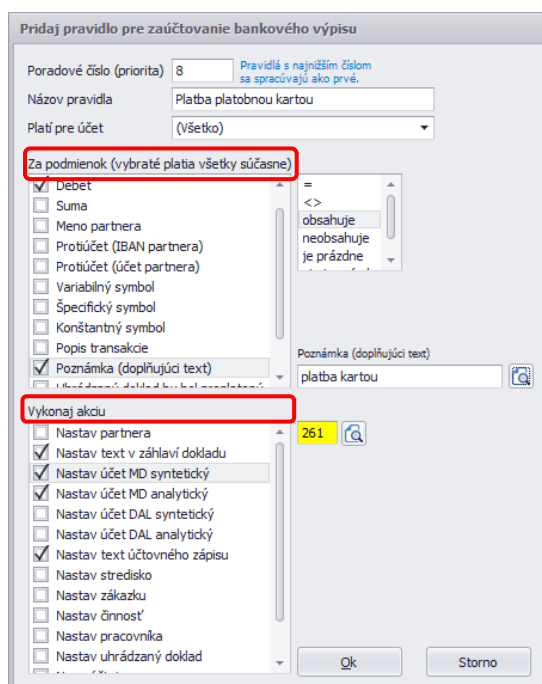 Pridaj pravidlo pre zaúčtovanie bankového výpisu
Poradové číslo (priorita) 8 Pravidlá s najnižším číslom
sa spracúvajú ako prvé.
Názov pravidla Platba platobnou kartou
Platí pre účet (Všetko)
Za podmienok (vybraté platia všetky súčasne)
Debet
Suma
Meno partnera
Protiúčet (IBAN partnera)
Protiúčet (účet partnera)
Variabilný symbol
Špecifický symbol
Konštantný symbol
Popis transakcie
Poznámka (doplňujúci text)
=
<>
obsahuje
neobsahuje
je prázdne
Poznámka (doplňujúci text)
platba kartou
Vykonaj akciu
Nastav partnera
Nastav text v záhlaví dokladu
Nastav účet MD syntetický
Nastav účet MD analytický
Nastav účet DAL syntetický
Nastav účet DAL analytický
Nastav text účtovného zápisu
Nastav stredisko
Nastav zákazku
Nastav činnosť
Nastav pracovníka
Nastav uhrádzaný doklad
261
Ok Storno